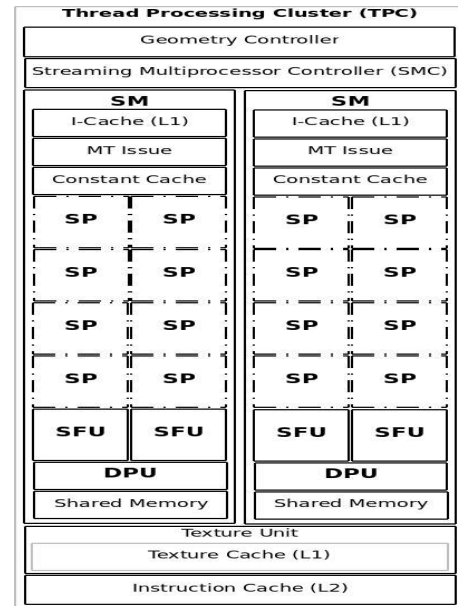 Thread Processing Cluster (TPC)
Geometry Controller
Streaming Multiprocessor Controller (SMC)
SM
I-Cache (L1)
MT Issue
Constant Cache
SP SP
SP SP
SP SP
SP SP
SFU SFU
DPU
Shared Memory
SM
I-Cache (L1)
MT Issue
Constant Cache
SP SP
SP SP
SP SP
SP SP
SFU SFU
DPU
Shared Memory
Texture Unit
Texture Cache (L1)
Instruction Cache (L2)